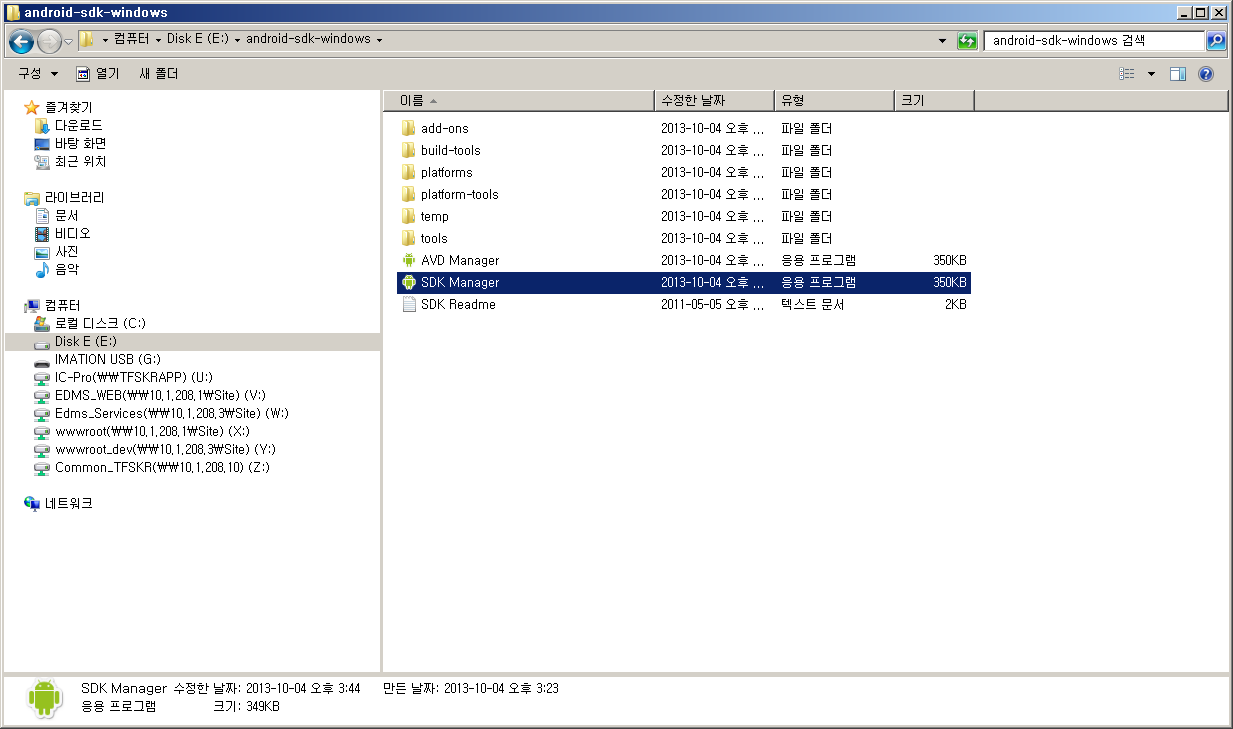 android-sdk-windows
컴퓨터 Disk E (E:) android-sdk-windows
android-sdk-windows 검색
구성 열기 새 폴더
즐겨찾기
다운로드
바탕 화면
최근 위치
라이브러리
문서
비디오
사진
음악
컴퓨터
로컬 디스크 (C:)
Disk E (E:)
IMATION USB (G:)
IC-Pro(₩₩TFSKRAPP) (U:)
EDMS_WEB(₩₩10,1,208,1₩Site) (V:)
Edms_Services(₩₩10,1,208,3₩Site) (W:)
wwwroot(₩₩10,1,208,1₩Site) (X:)
wwwroot_dev(₩₩10,1,208,3₩Site) (Y:)
Common_TFSKR(₩₩10,1,208,10) (Z:)
네트워크
이름 수정한 날짜 유형 크기
add-ons 2013-10-04 오후 ... 파일 폴더
build-tools 2013-10-04 오후 ... 파일 폴더
platforms 2013-10-04 오후 ... 파일 폴더
platform-tools 2013-10-04 오후 ... 파일 폴더
temp 2013-10-04 오후 ... 파일 폴더
tools 2013-10-04 오후 ... 파일 폴더
AVD Manager 2013-10-04 오후 ... 응용 프로그램 350KB
SDK Manager 2013-10-04 오후 ... 응용 프로그램 350KB
SDK Readme 2011-05-05 오후 ... 텍스트 문서 2KB
SDK Manager 수정한 날짜: 2013-10-04 오후 3:44 만든 날짜: 2013-10-04 오후 3:23
응용 프로그램 크기: 349KB